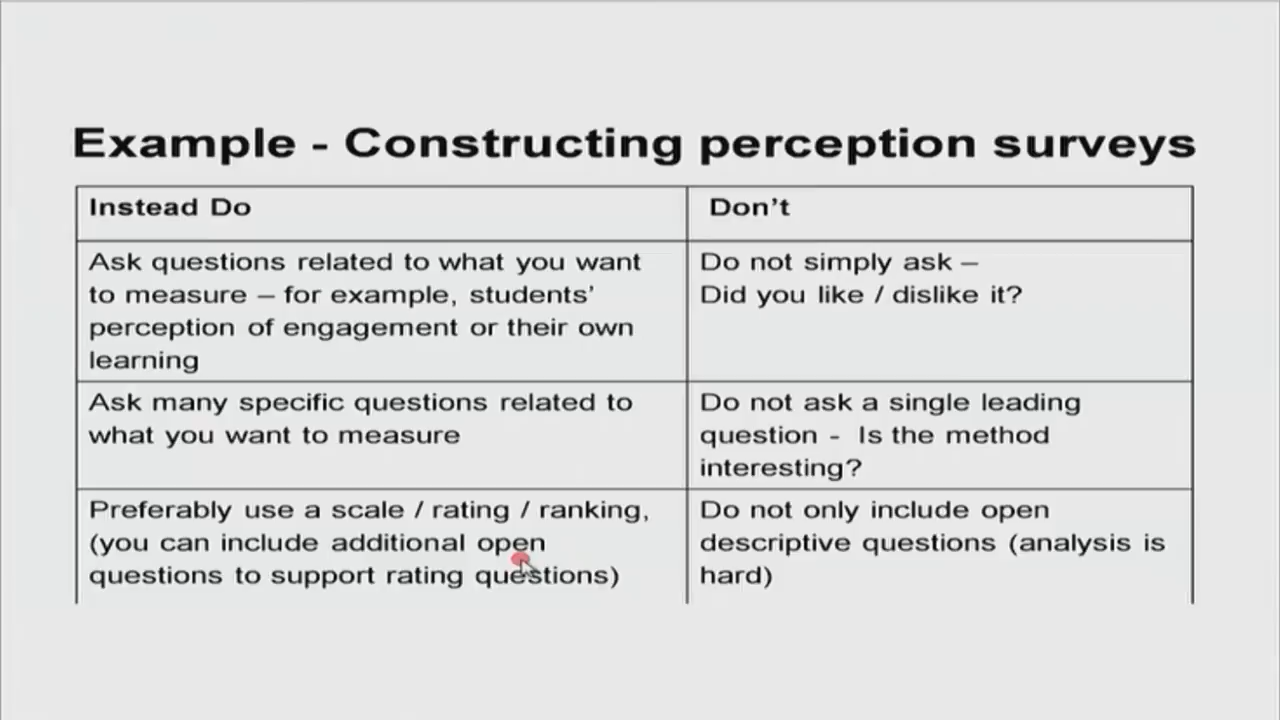 Example - Constructing perception surveys
Instead Do
Don't
Ask questions related to what you want
to measure – for example, students'
perception of engagement or their own
learning
Do not simply ask –
Did you like / dislike it?
Ask many specific questions related to
what you want to measure
Do not ask a single leading
question - Is the method
interesting?
Preferably use a scale / rating / ranking,
(you can include additional open
questions to support rating questions)
Do not only include open
descriptive questions (analysis is
hard)